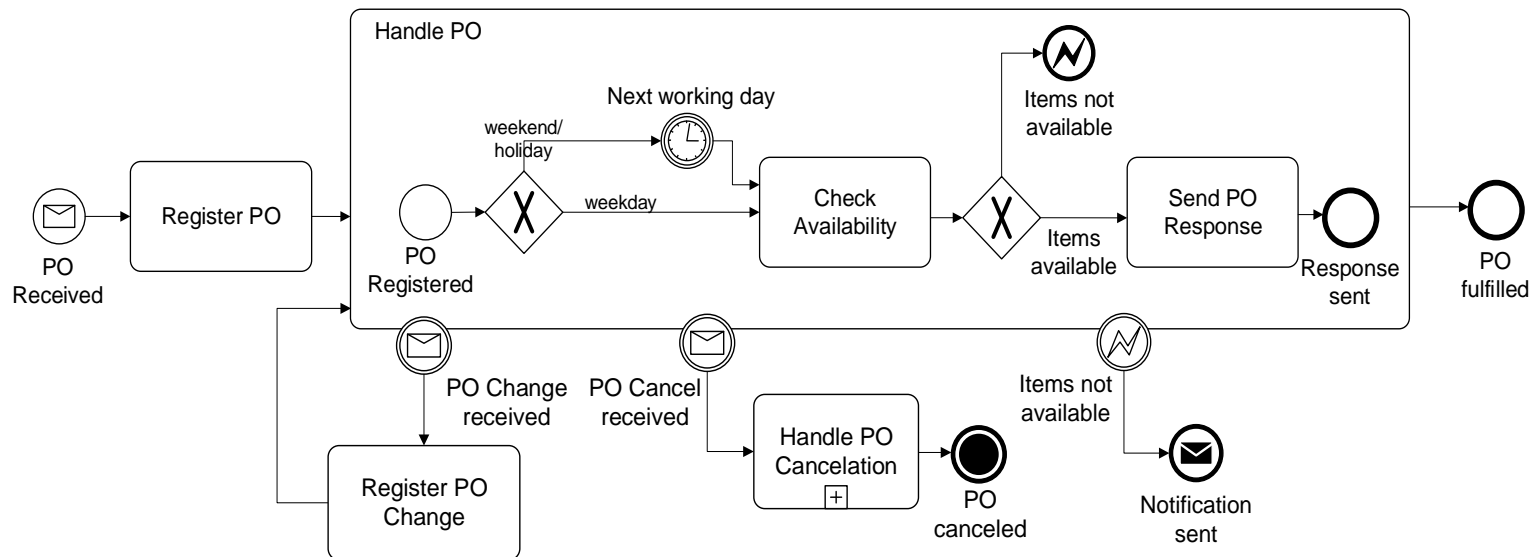 Handle PO
Next working day
Items not
available
weekend/
holiday
PO
Received
Register PO
PO
Registered
weekday
Check
Availability
Items
available
Send PO
Response
Response
sent
PO
fulfilled
PO Change
received
PO Cancel
received
Items not
available
Register PO
Change
Handle PO
Cancelation
PO
canceled
Notification
sent